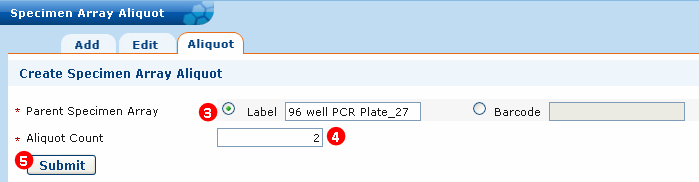 Specimen Array Aliquot
Add Edit Aliquot
Create Specimen Array Aliquot
* Parent Specimen Array 3 Label 96 well PCR Plate_27 Barcode
* Aliquot Count 2 4
5 Submit